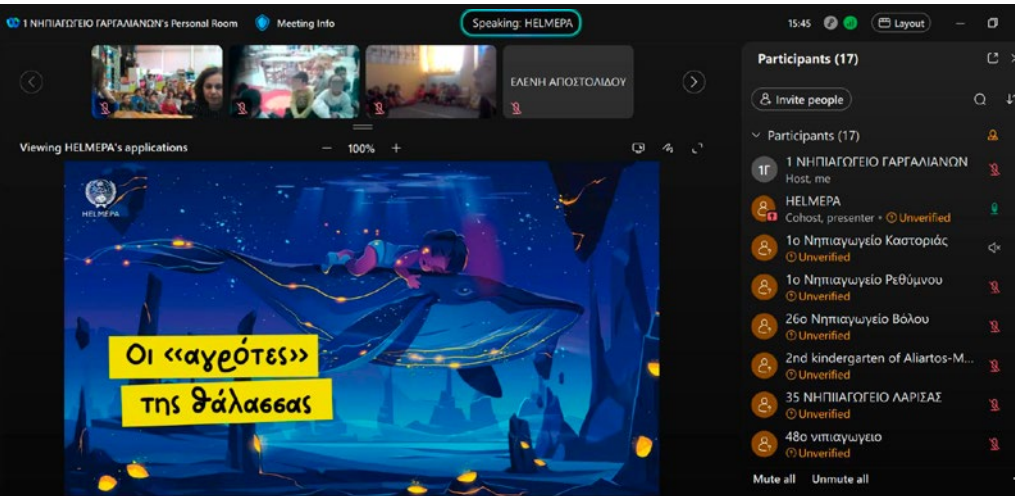 1 ΝΗΠΙΑΓΩΓΕΙΟ ΓΑΡΓΑΛΙΑΝΩΝ's Personal Room
Meeting Info
Speaking: HELMEPA
15:45
Layout
ΕΛΕΝΗ ΑΠΟΣΤΟΛΙΔΟΥ
Viewing HELMEPA's applications
− 100% +
HELMEPA
Οι «αγρότες»
της θάλασσας
Participants (17)
Invite people
Participants (17)
1Γ
1 ΝΗΠΙΑΓΩΓΕΙΟ ΓΑΡΓΑΛΙΑΝΩΝ
Host, me
HELMEPA
Cohost, presenter • Unverified
1ο Νηπιαγωγείο Καστοριάς
Unverified
1ο Νηπιαγωγείο Ρεθύμνου
Unverified
26ο Νηπιαγωγείο Βόλου
Unverified
2nd kindergarten of Aliartos-M...
Unverified
35 ΝΗΠΙΙΑΓΩΓΕΙΟ ΛΑΡΙΣΑΣ
Unverified
48ο νιπιαγωγειο
Unverified
Mute all Unmute all